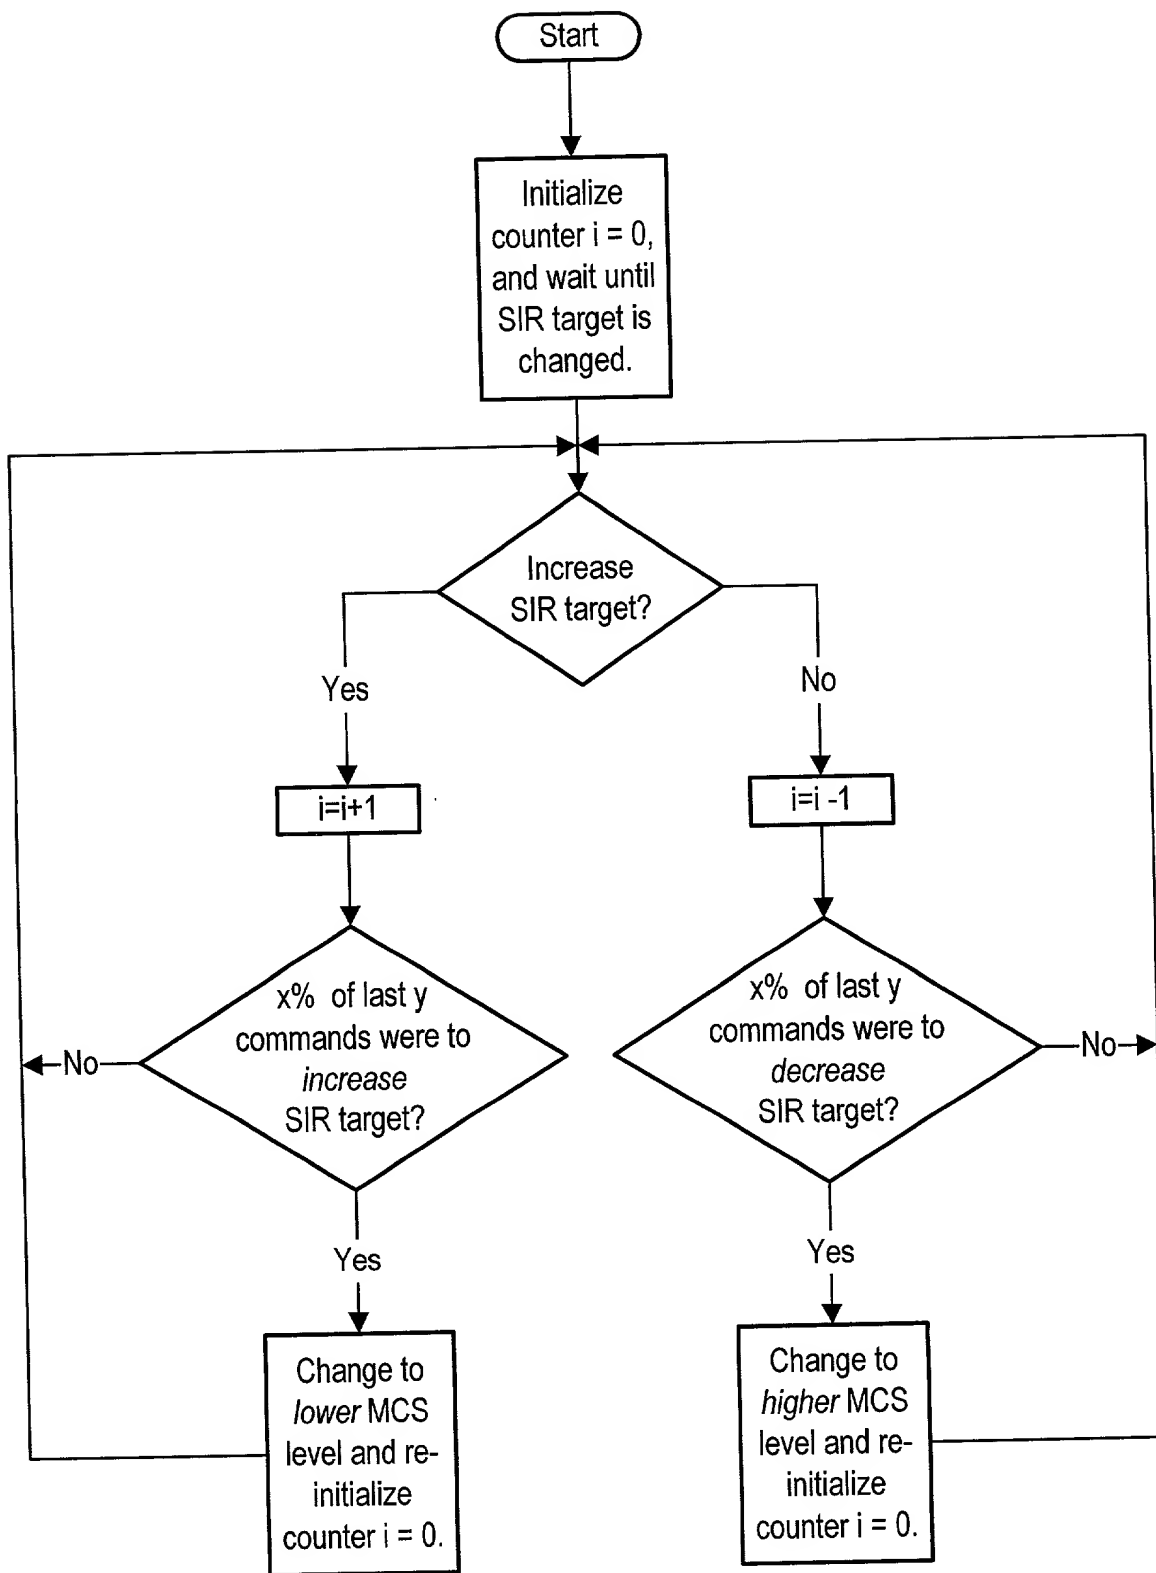 Start
Initialize
counter i = 0,
and wait until
SIR target is
changed.
Increase
SIR target?
Yes
No
i=i+1
i=i -1
x% of last y
commands were to
increase
SIR target?
No
x% of last y
commands were to
decrease
SIR target?
No
Yes
Yes
Change to
lower MCS
level and re-
initialize
counter i = 0.
Change to
higher MCS
level and re-
initialize
counter i = 0.